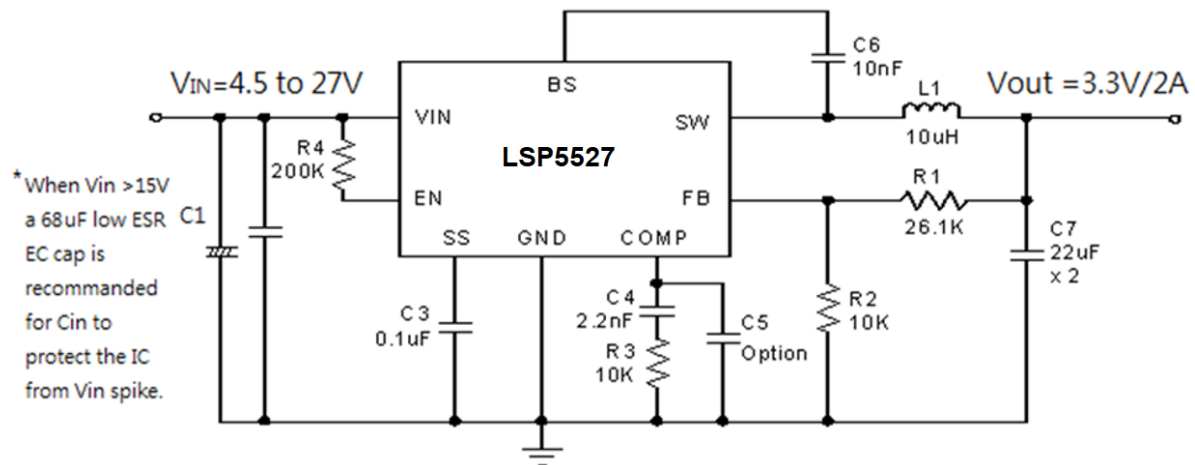 C6
10nF
VIN=4.5 to 27V
BS
L1
10uH
Vout =3.3V/2A
VIN
SW
LSP5527
R4
200K
EN
FB
R1
26.1K
* When Vin >15V
a 68uF low ESR
EC cap is
recommanded
for Cin to
protect the IC
from Vin spike.
C1
SS
GND
COMP
C7
22uF
x 2
C3
0.1uF
C4
2.2nF
R3
10K
C5
Option
R2
10K